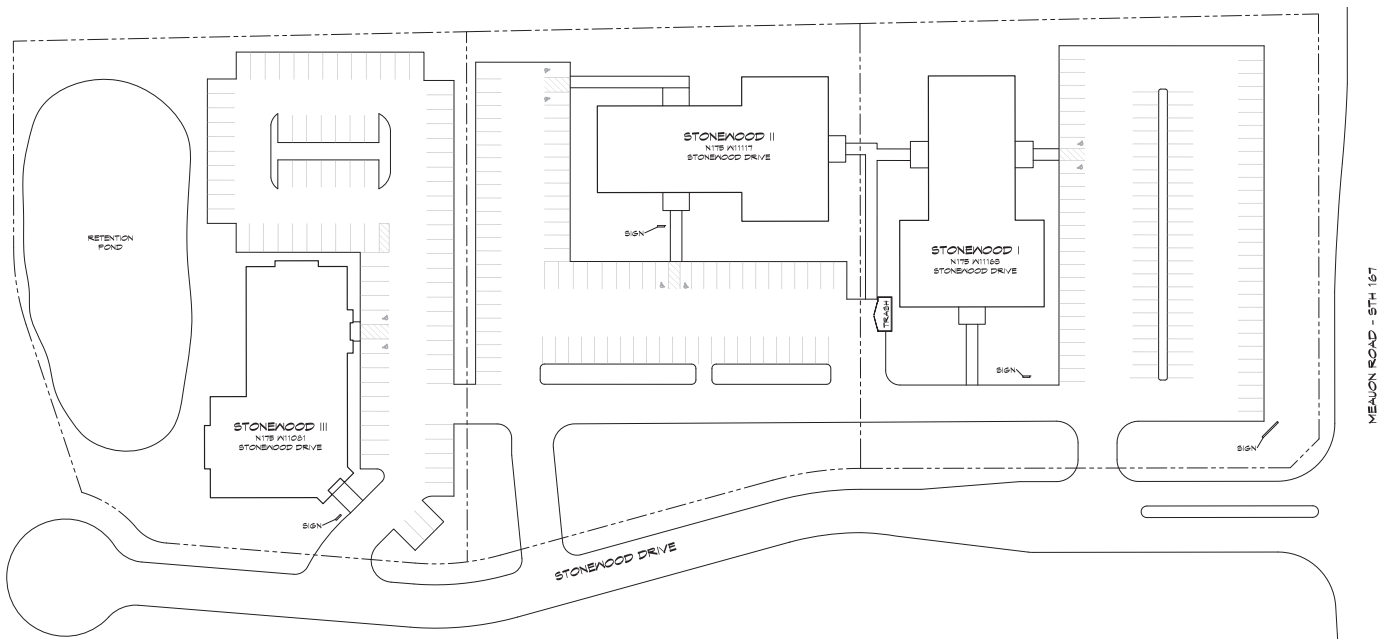 STONEWOOD II
N175 W11117
STONEWOOD DRIVE
SIGN
RETENTION
POND
STONEWOOD I
N175 W11163
STONEWOOD DRIVE
TRASH
SIGN
MEQUON ROAD - STH 167
STONEWOOD III
N175 W11081
STONEWOOD DRIVE
SIGN
SIGN
STONEWOOD DRIVE